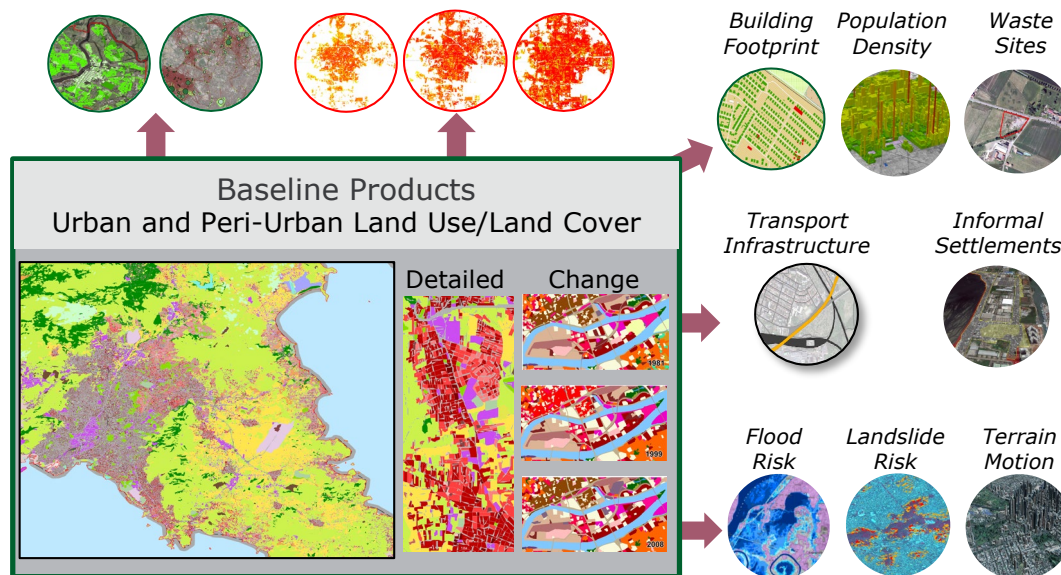 Building
Footprint
Population
Density
Waste
Sites
Baseline Products
Urban and Peri-Urban Land Use/Land Cover
Detailed
Change
1981
1999
2008
Transport
Infrastructure
Informal
Settlements
Flood
Risk
Landslide
Risk
Terrain
Motion